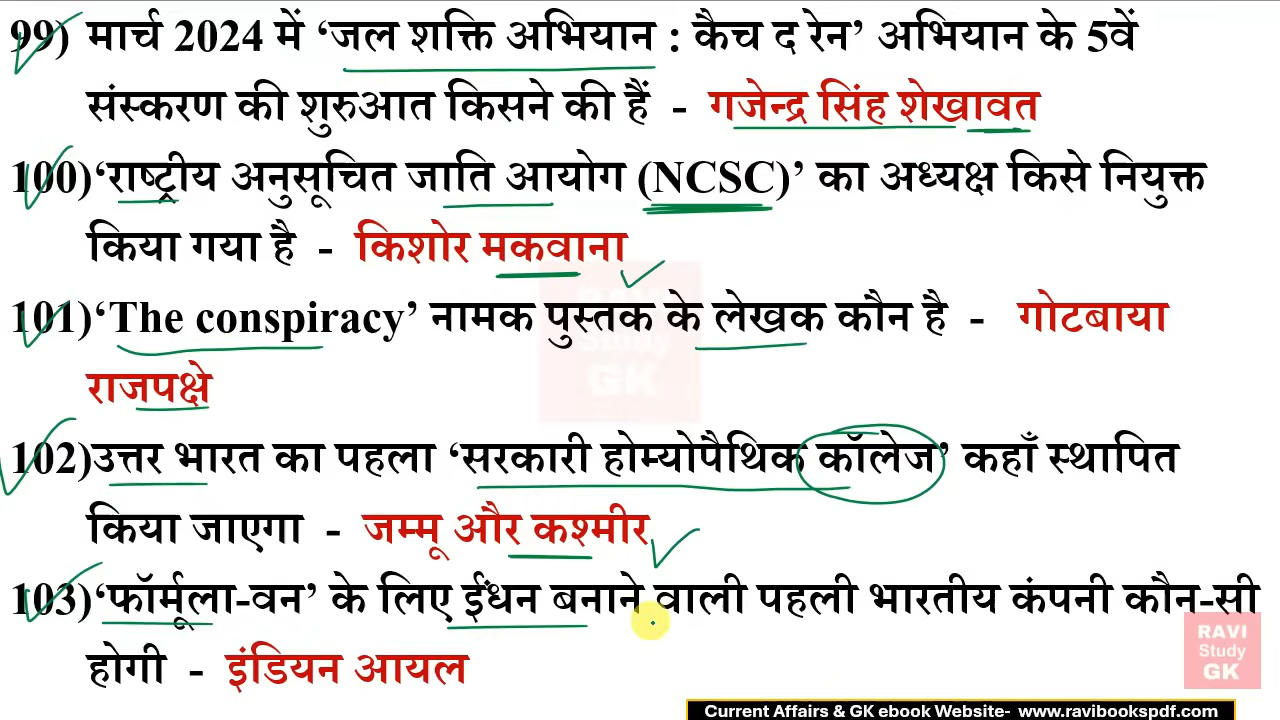 99) मार्च 2024 में ‘जल शक्ति अभियान : कैच द रेन’ अभियान के 5वें
संस्करण की शुरुआत किसने की हैं - गजेन्द्र सिंह शेखावत
100)‘राष्ट्रीय अनुसूचित जाति आयोग (NCSC)’ का अध्यक्ष किसे नियुक्त
किया गया है - किशोर मकवाना
101)‘The conspiracy’ नामक पुस्तक के लेखक कौन है - गोटबाया
राजपक्षे
102)उत्तर भारत का पहला ‘सरकारी होम्योपैथिक कॉलेज’ कहाँ स्थापित
किया जाएगा - जम्मू और कश्मीर
103)‘फॉर्मूला-वन’ के लिए ईंधन बनाने वाली पहली भारतीय कंपनी कौन-सी
होगी - इंडियन आयल
RAVI
Study
GK
RAVI
Study
GK
Current Affairs & GK ebook Website- www.ravibookspdf.com